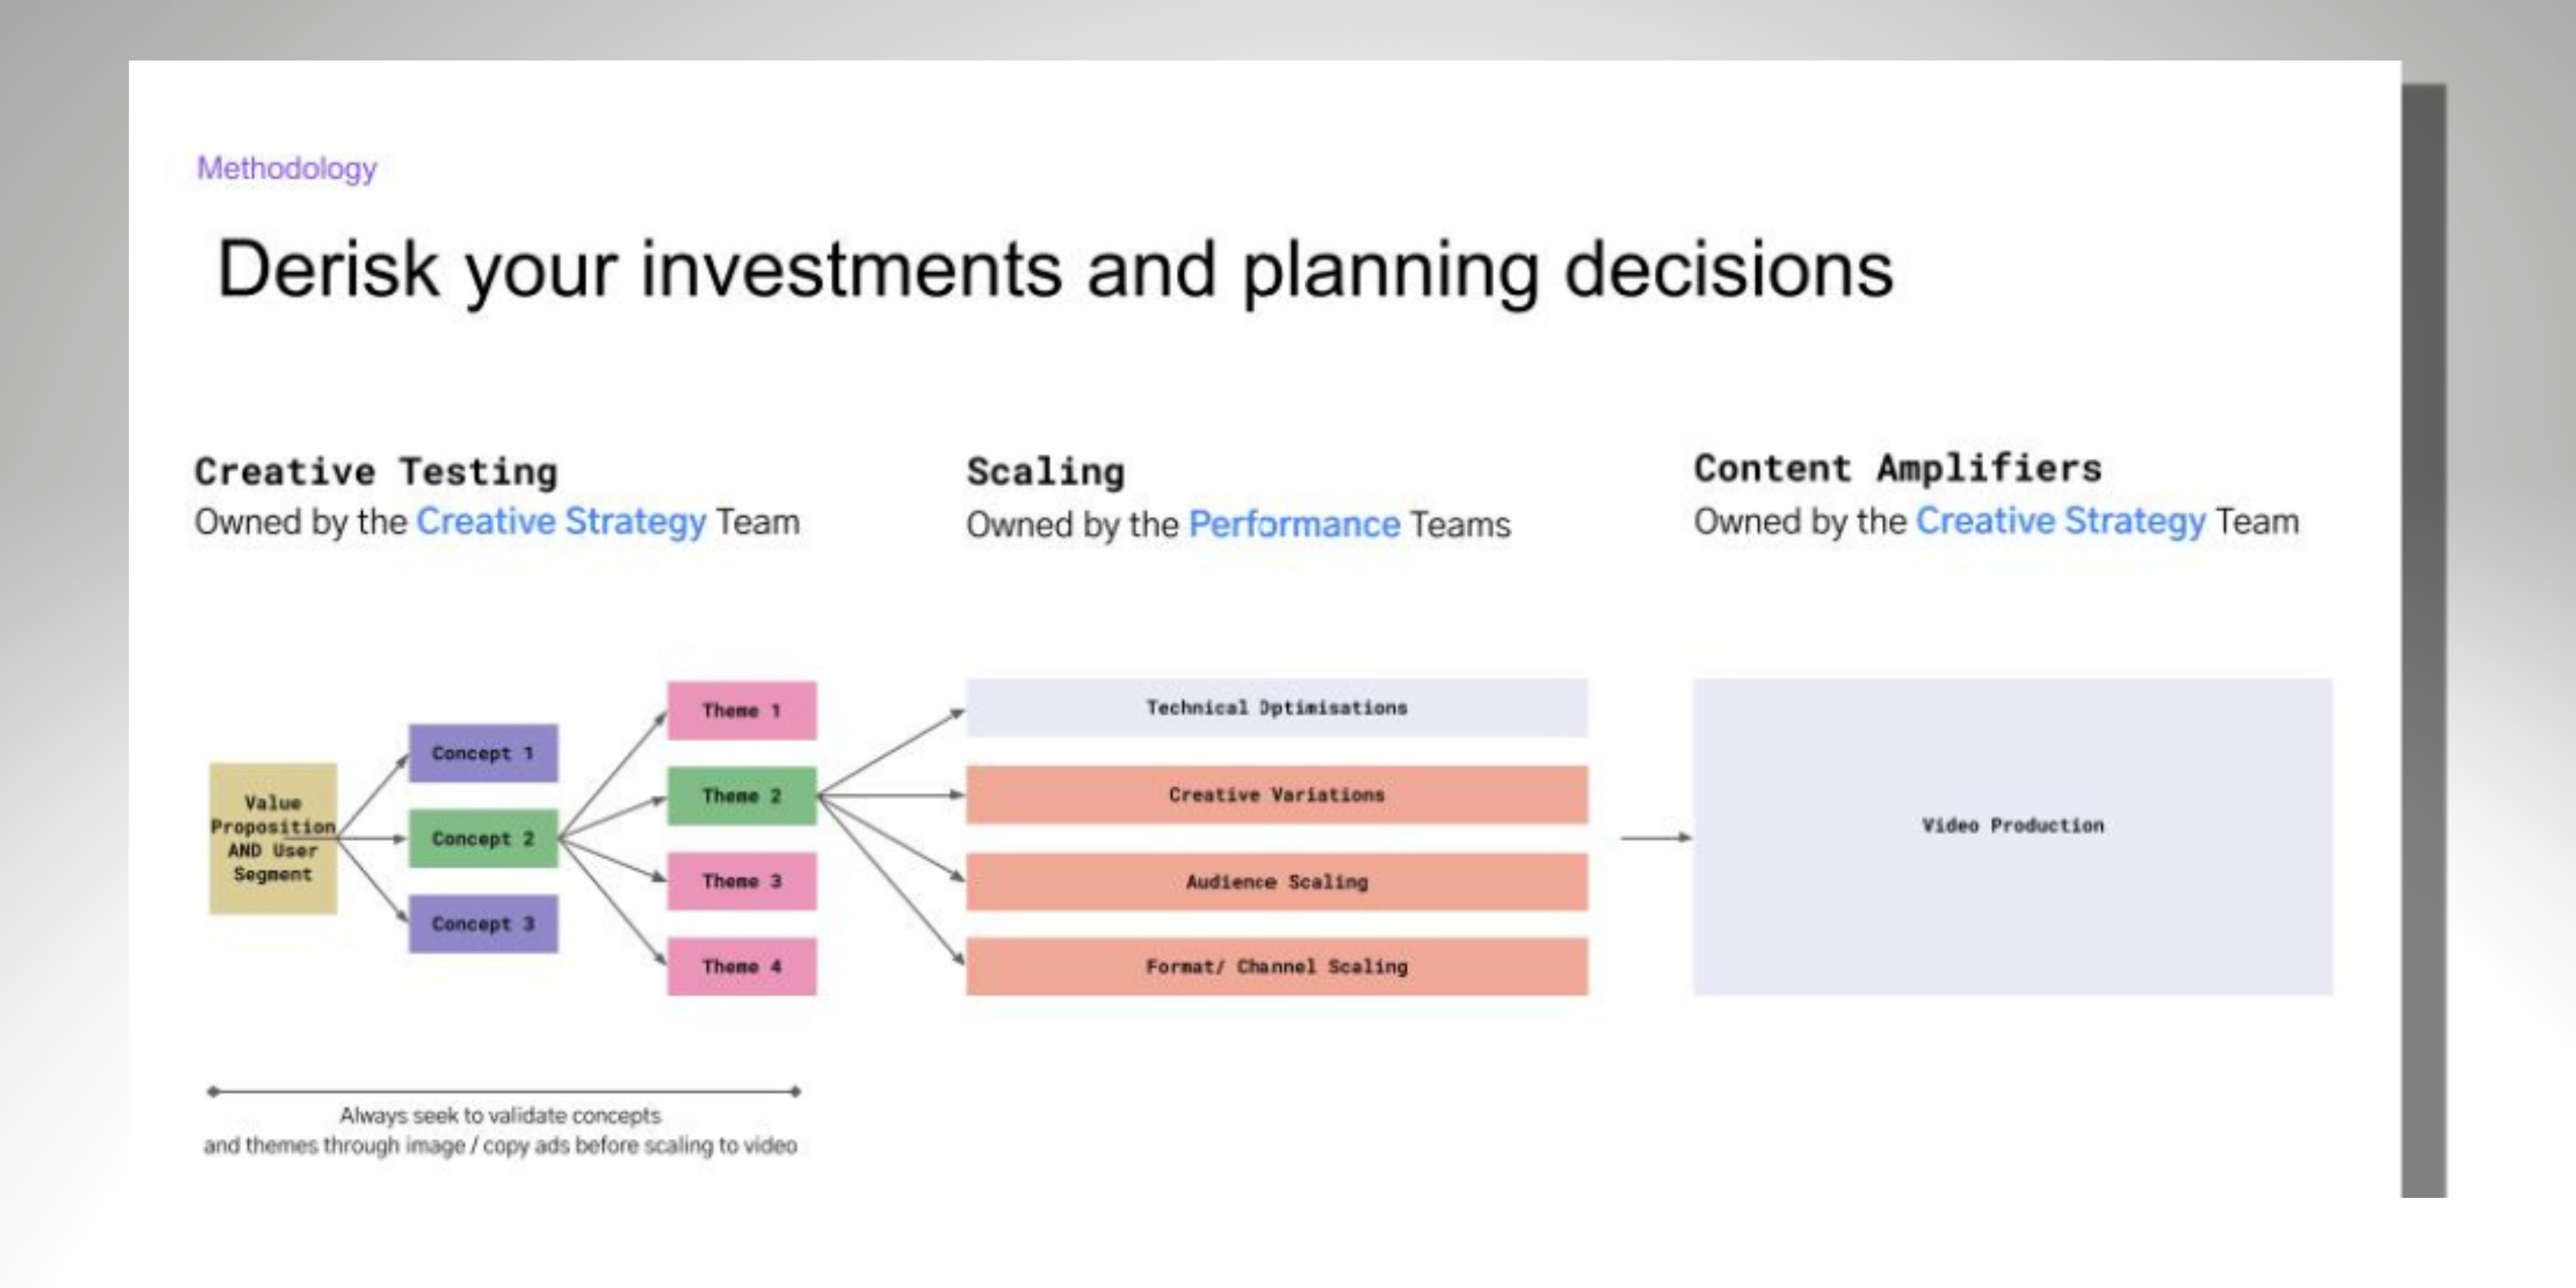 Methodology
Derisk your investments and planning decisions
Creative Testing
Owned by the Creative Strategy Team
Scaling
Owned by the Performance Teams
Content Amplifiers
Owned by the Creative Strategy Team
Value
Proposition
AND User
Segment
Concept 1
Concept 2
Concept 3
Theme 1
Theme 2
Theme 3
Theme 4
Technical Optimisations
Creative Variations
Audience Scaling
Format/ Channel Scaling
Video Production
Always seek to validate concepts
and themes through image / copy ads before scaling to video